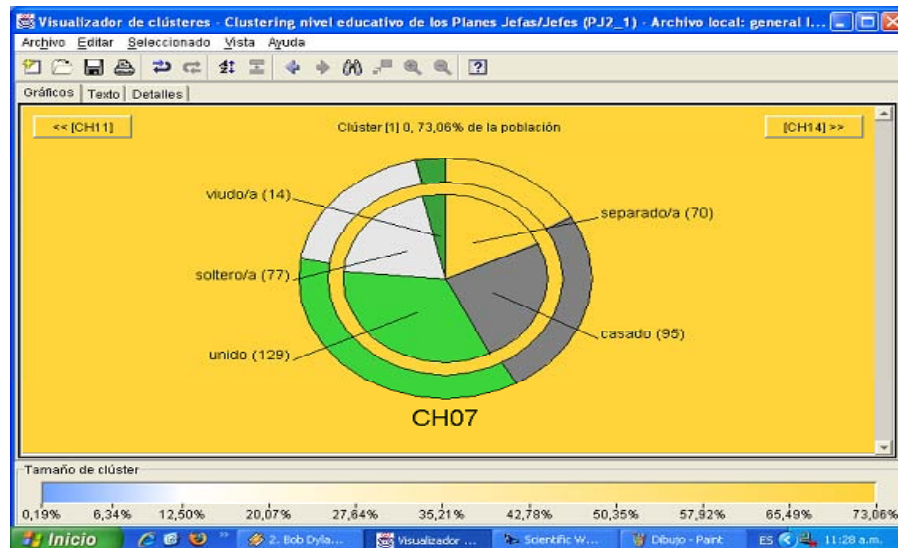 Visualizador de clústeres - Clustering nivel educativo de los Planes Jefas/Jefes (PJ2_1) - Archivo local: general l...
Archivo Editar Seleccionado Vista Ayuda
Gráficos Texto Detalles
<< [CH11]
Clúster [1] 0, 73,06% de la población
[CH14] >>
viudo/a (14)
separado/a (70)
soltero/a (77)
casado (95)
unido (129)
CH07
Tamaño de clúster
0,19% 6,34% 12,50% 20,07% 27,64% 35,21% 42,78% 50,35% 57,92% 65,49% 73,06%
Inicio 2. Bob Dyla... Visualizador ... Scientific W... Dibujo - Paint ES 11:28 a.m.